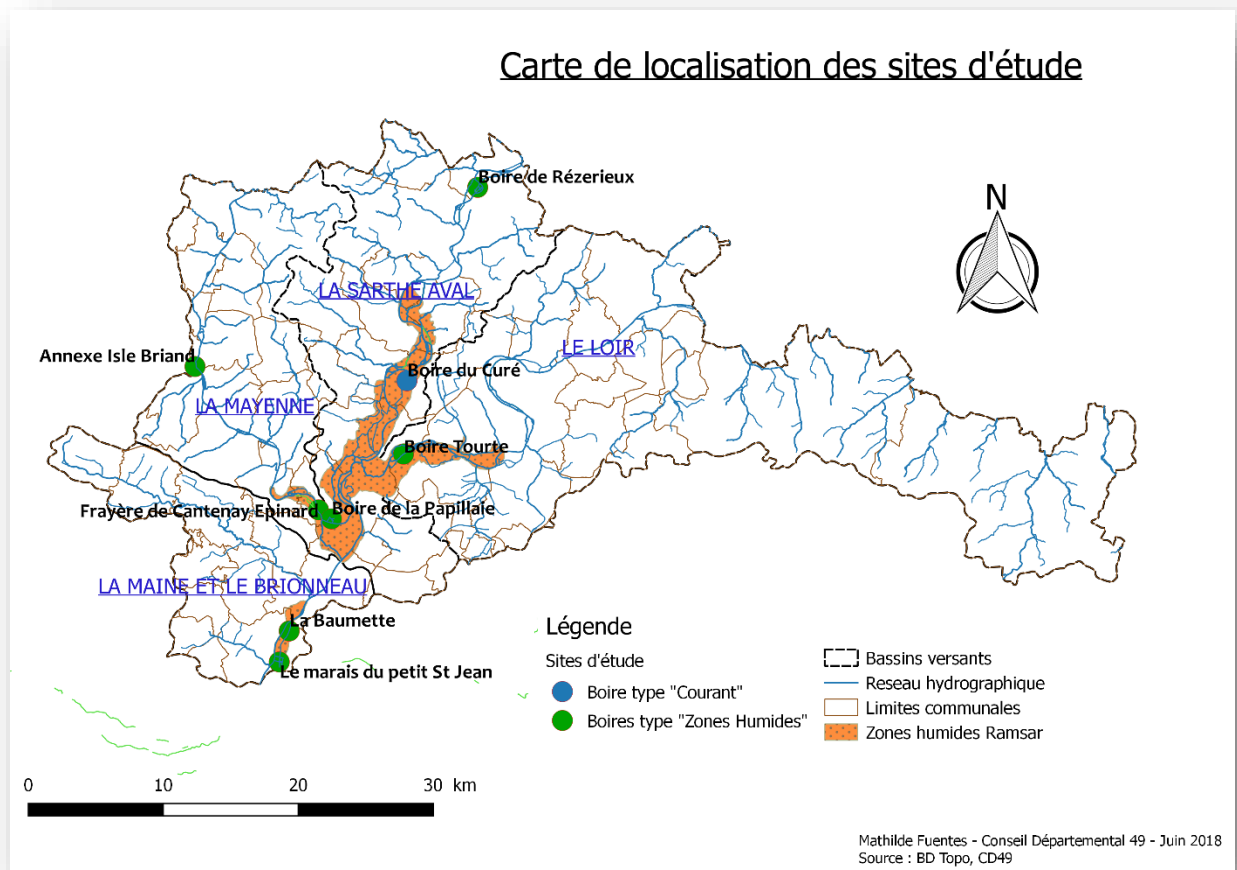 Carte de localisation des sites d'étude
Boire de Rézerieux
N
LA SARTHE AVAL
LE LOIR
Annexe Isle Briand
Boire du Curé
LA MAYENNE
Boire Tourte
Frayère de Cantenay-Epinard
Boire de la Papillaie
LA MAINE ET LE BRIONNEAU
La Baumette
Le marais du petit St Jean
Légende
Sites d'étude
Boire type "Courant"
Boires type "Zones Humides"
Bassins versants
Reseau hydrographique
Limites communales
Zones humides Ramsar
0 10 20 30 km
Mathilde Fuentes - Conseil Départemental 49 - Juin 2018
Source : BD Topo, CD49